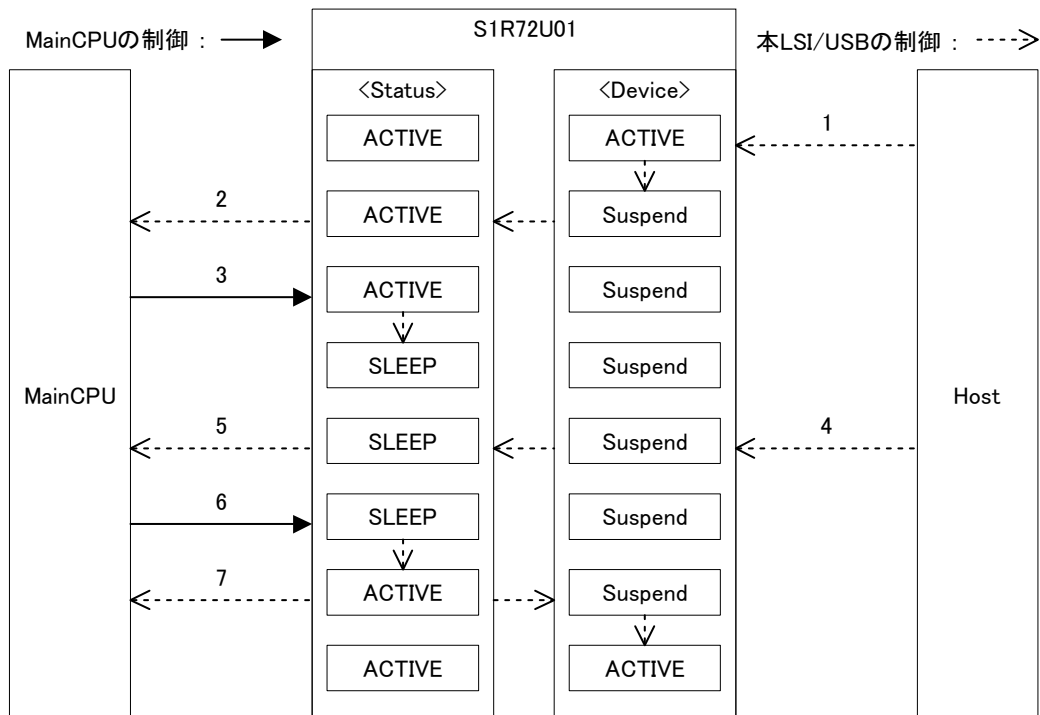 S1R72U01
MainCPUの制御 :
本LSI/USBの制御 :
<Status>
<Device>
ACTIVE
ACTIVE
1
2
ACTIVE
Suspend
3
ACTIVE
Suspend
SLEEP
Suspend
MainCPU
Host
5
SLEEP
Suspend
4
6
SLEEP
Suspend
7
ACTIVE
Suspend
ACTIVE
ACTIVE